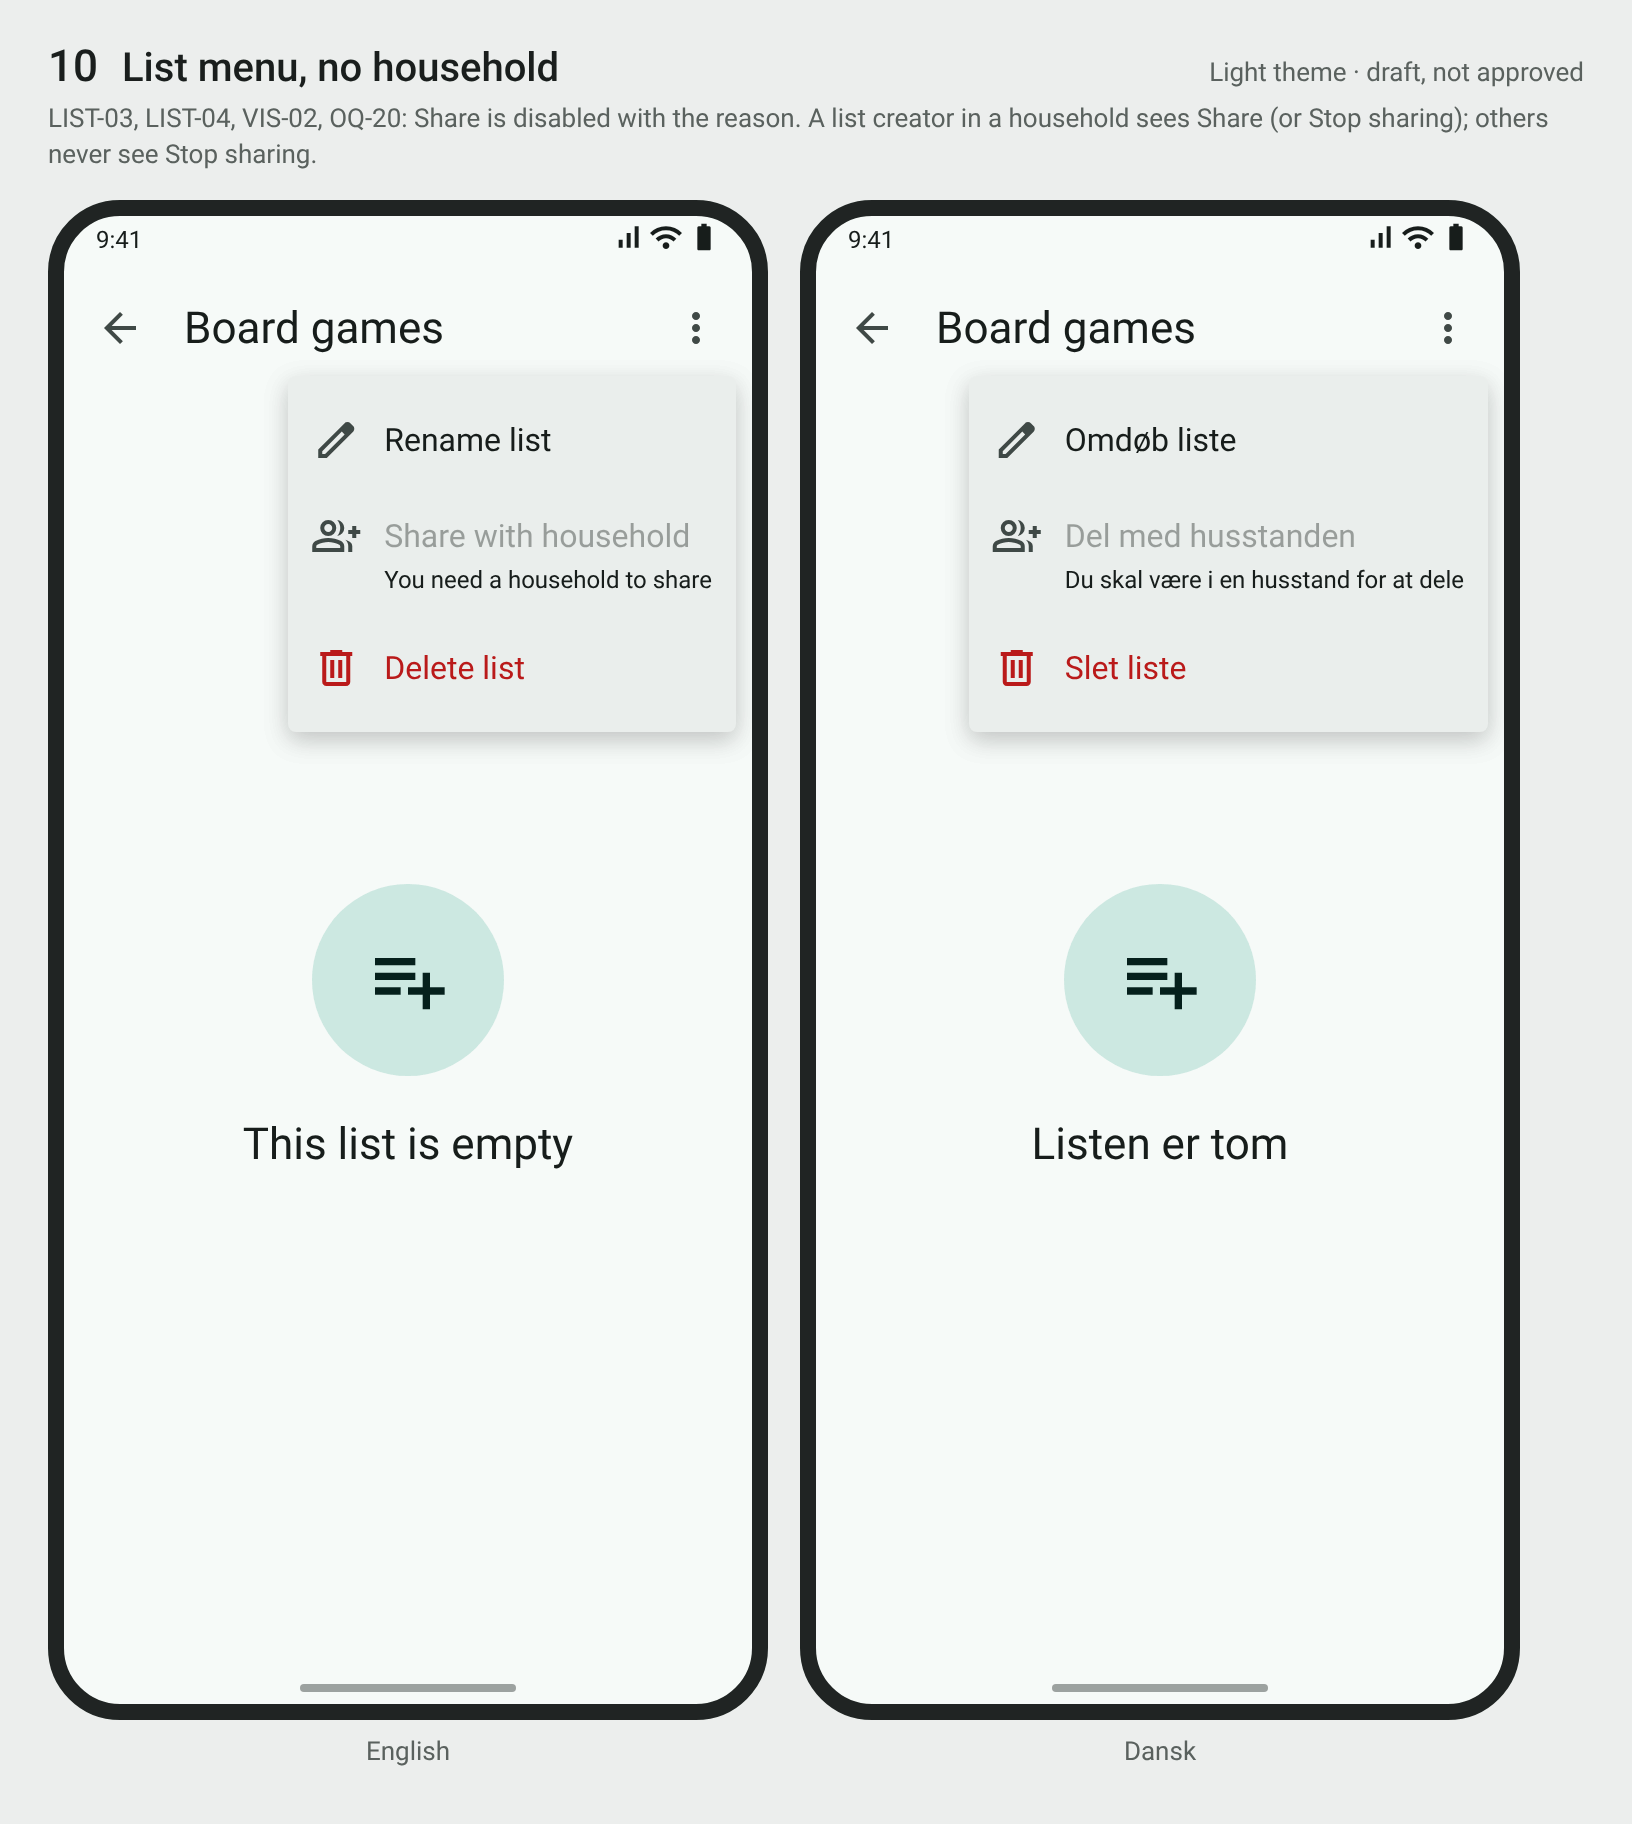 10 List menu, no household
Light theme · draft, not approved
LIST-03, LIST-04, VIS-02, OQ-20: Share is disabled with the reason. A list creator in a household sees Share (or Stop sharing); others
never see Stop sharing.
9:41
Board games
Rename list
Share with household
You need a household to share
Delete list
This list is empty
English
9:41
Board games
Omdøb liste
Del med husstanden
Du skal være i en husstand for at dele
Slet liste
Listen er tom
Dansk